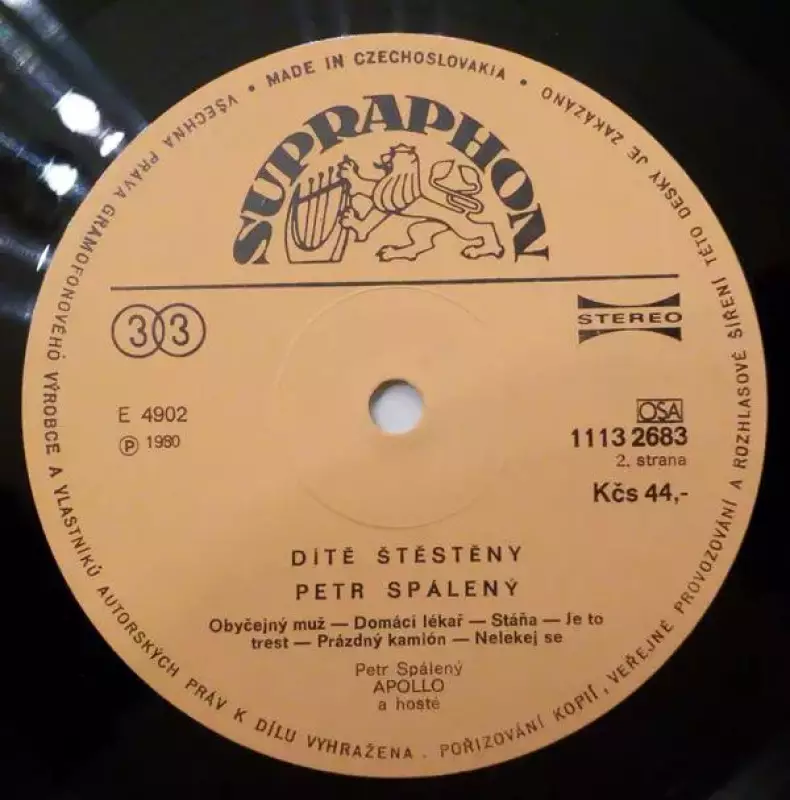 • MADE IN CZECHOSLOVAKIA •
VŠECHNA PRÁVA GRAMOFONOVÉHO VÝROBCE A VLASTNÍKŮ AUTORSKÝCH PRÁV K DÍLU VYHRAŽENA . POŘIZOVÁNÍ KOPIÍ, VEŘEJNÉ PROVOZOVÁNÍ A ROZHLASOVÉ ŠÍŘENÍ TÉTO DESKY JE ZAKÁZÁNO
SUPRAPHON
33
STEREO
E 4902
Ⓟ 1980
OSA
1113 2683
2. strana
Kčs 44,-
DÍTĚ ŠTĚSTĚNY
PETR SPÁLENÝ
Obyčejný muž — Domácí lékař — Stáňa — Je to
trest — Prázdný kamión — Nelekej se
Petr Spálený
APOLLO
a hosté